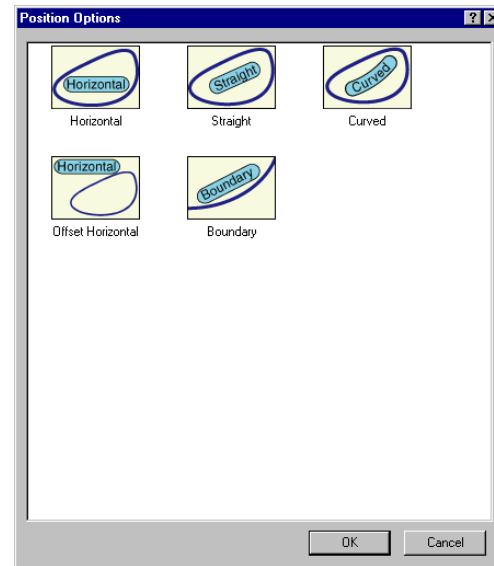 Position Options
Horizontal Straight Curved
Horizontal Straight Curved
Horizontal Boundary
Offset Horizontal Boundary
OK Cancel